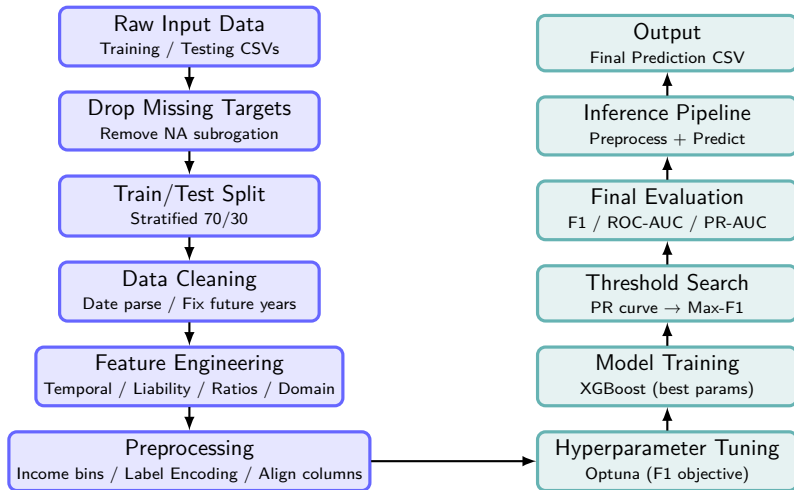 Raw Input Data
Training / Testing CSVs
Drop Missing Targets
Remove NA subrogation
Train/Test Split
Stratified 70/30
Data Cleaning
Date parse / Fix future years
Feature Engineering
Temporal / Liability / Ratios / Domain
Preprocessing
Income bins / Label Encoding / Align columns
Hyperparameter Tuning
Optuna (F1 objective)
Model Training
XGBoost (best params)
Threshold Search
PR curve → Max-F1
Final Evaluation
F1 / ROC-AUC / PR-AUC
Inference Pipeline
Preprocess + Predict
Output
Final Prediction CSV